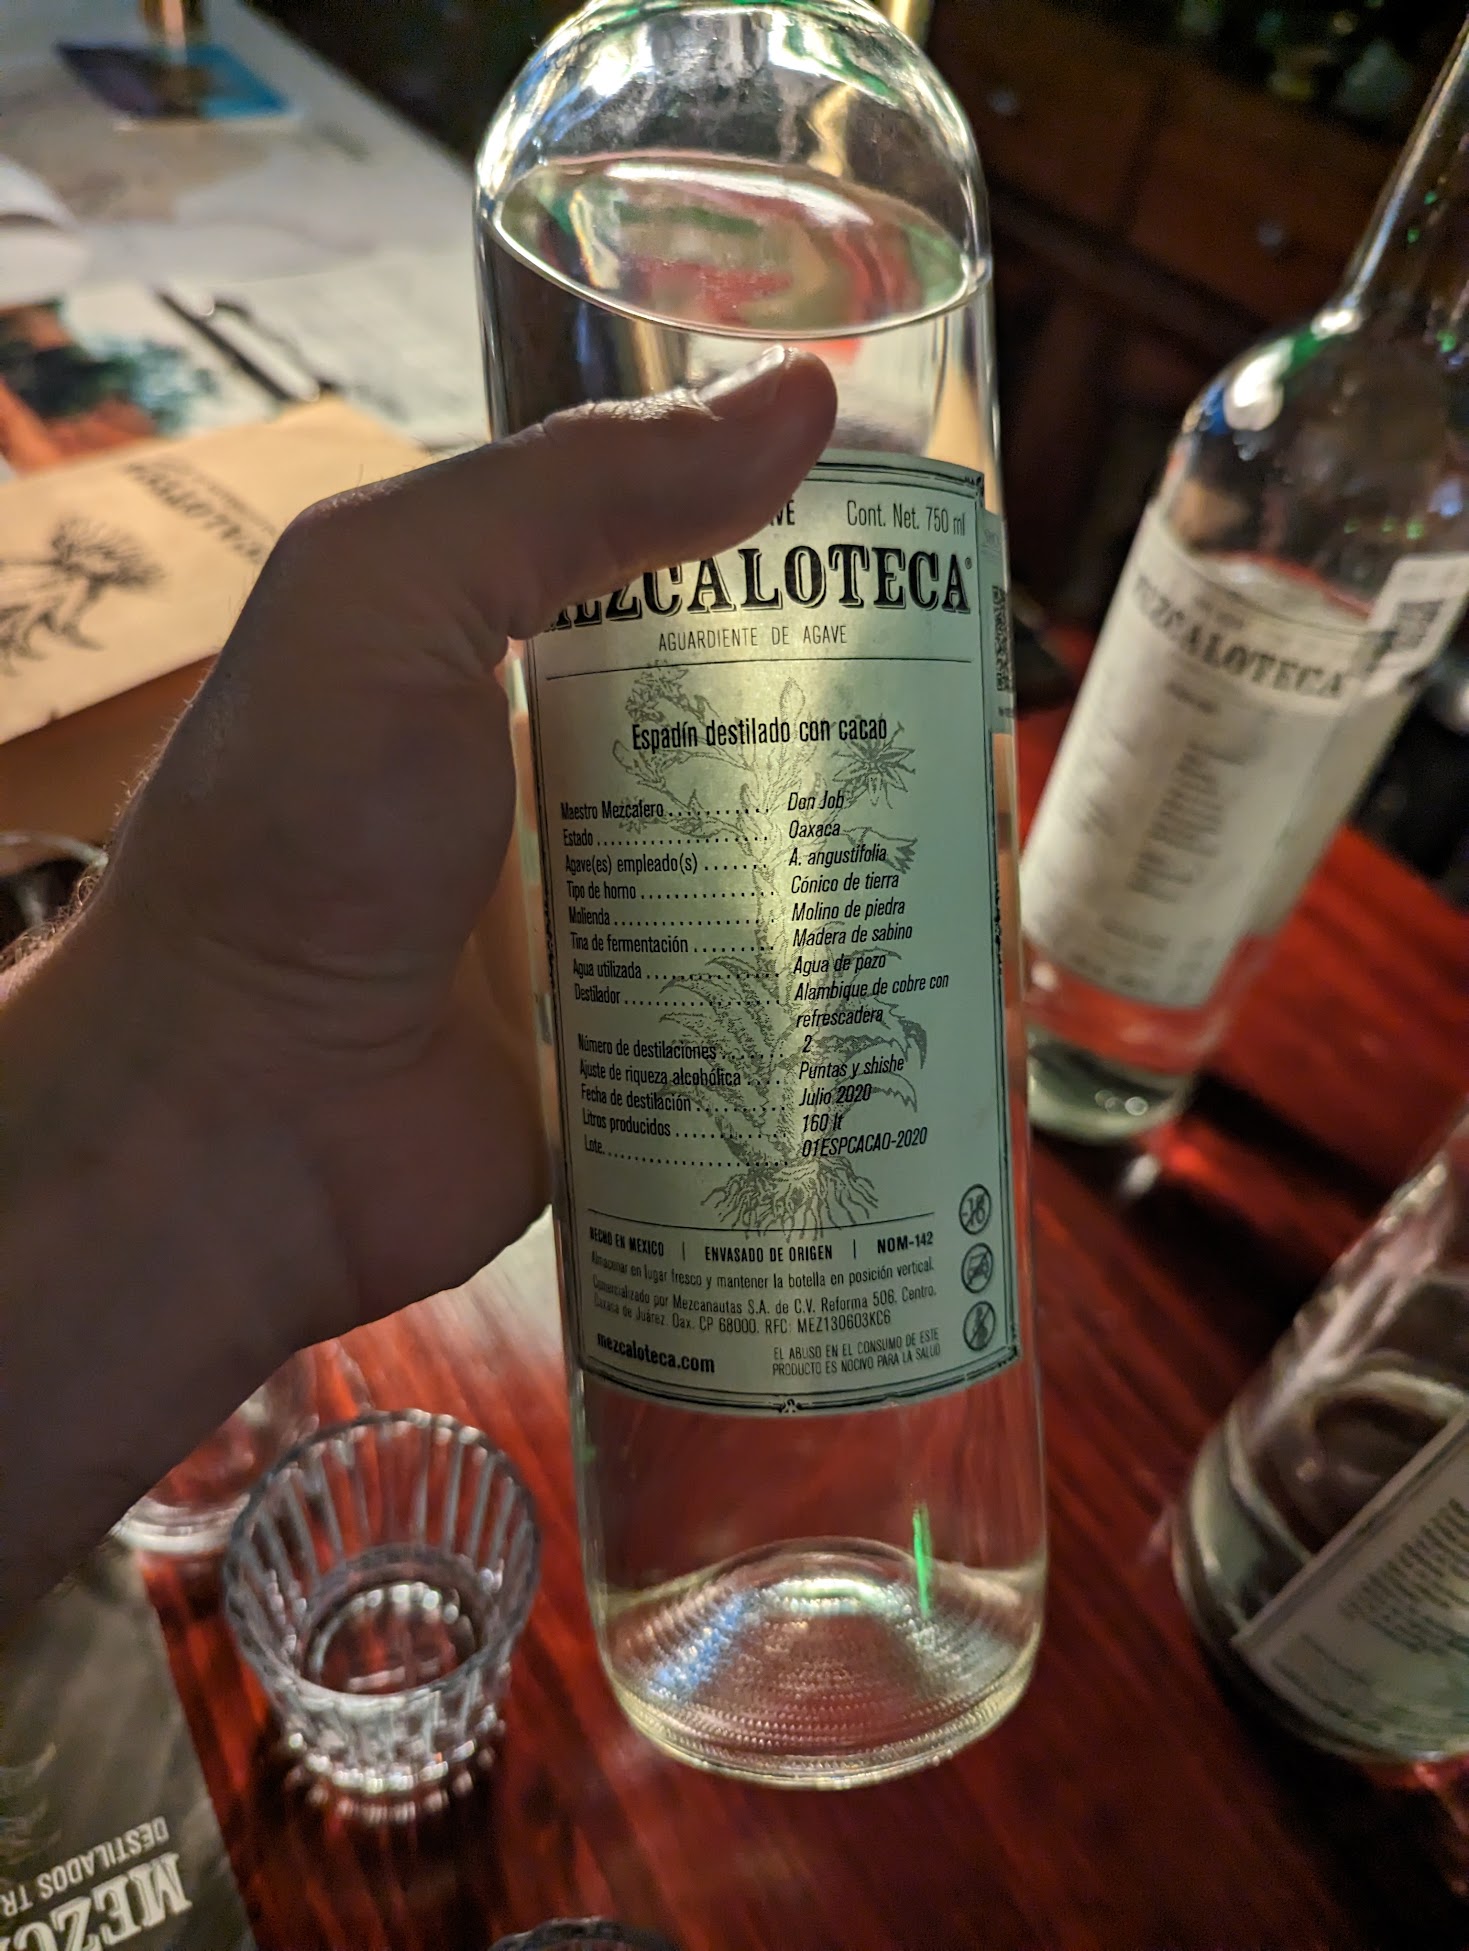 Cont. Net. 750 ml
MEZCALOTECA®
AGUARDIENTE DE AGAVE
Espadín destilado con cacao
Maestro Mezcalero........... Don Job
Estado..................... Oaxaca
Agave(es) empleado(s)....... A. angustifolia
Tipo de horno................ Cónico de tierra
Molienda.................... Molino de piedra
Tina de fermentación......... Madera de sabino
Agua utilizada............... Agua de pozo
Destilador.................. Alambique de cobre con
refrescadera
Número de destilaciones....... 2
Ajuste de riqueza alcohólica..... Puntas y shishe
Fecha de destilación........... Julio 2020
Litros producidos.............. 160 lt
Lote........................ 01ESPCACAO-2020
HECHO EN MEXICO | ENVASADO DE ORIGEN | NOM-142
Almacenar en lugar fresco y mantener la botella en posición vertical.
Comercializado por Mezcanautas S.A. de C.V. Reforma 506. Centro.
Oaxaca de Juárez. Oax. CP 68000. RFC: MEZ130603KC6
mezcaloteca.com
EL ABUSO EN EL CONSUMO DE ESTE
PRODUCTO ES NOCIVO PARA LA SALUD
-18
MEZCALOTECA
DESTILADOS TR
MEZC